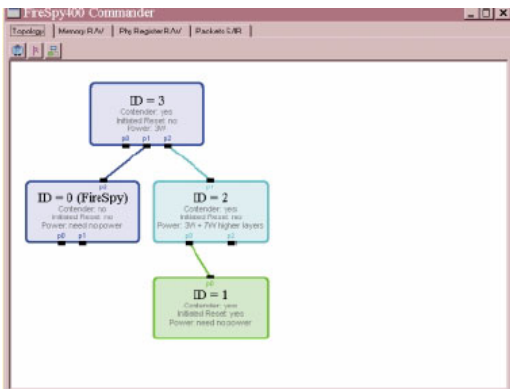 FireSpy400 Commander
Topology Memory R/W Phy Register R/W Packets S/R
ID = 3
Contender: yes
Initiated Reset: no
Power: 3W
p0 p1 p2
p2 p1
ID = 0 (FireSpy) ID = 2
Contender: no Contender: yes
Initiated Reset: no Initiated Reset: no
Power: need no power Power: 3W + 7W higher layers
p0 p1 p0 p2
p0
ID = 1
Contender: yes
Initiated Reset: yes
Power: need no power